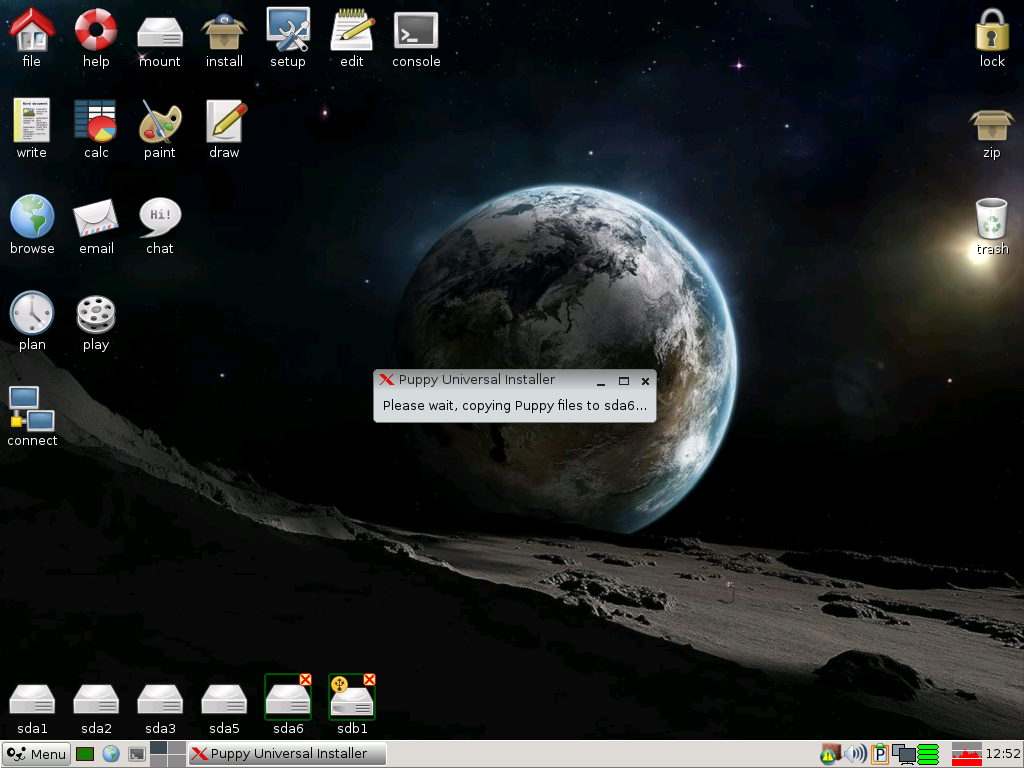 file
help
mount
install
setup
edit
console
lock
write
calc
paint
draw
zip
browse
email
Hi!
chat
trash
plan
play
connect
Puppy Universal Installer
Please wait, copying Puppy files to sda6...
sda1
sda2
sda3
sda5
sda6
sdb1
Menu
Puppy Universal Installer
P
12:52